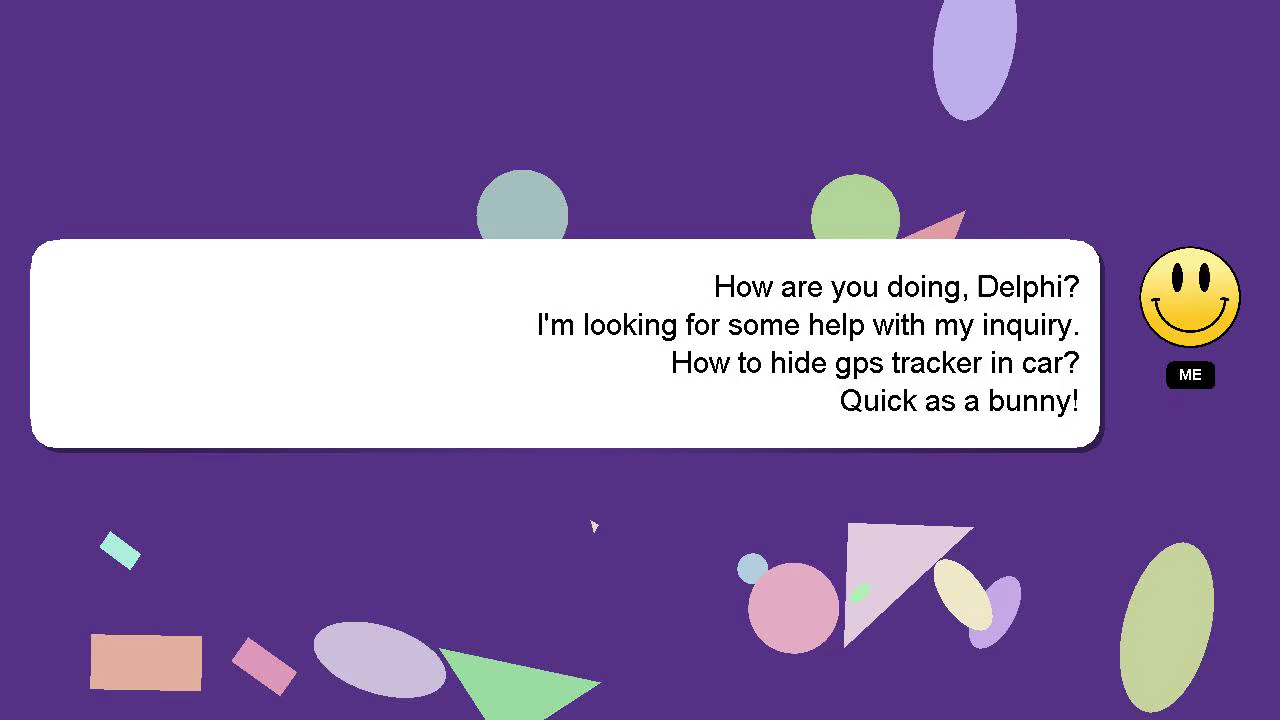 How are you doing, Delphi?
I'm looking for some help with my inquiry.
How to hide gps tracker in car?
Quick as a bunny!
ME